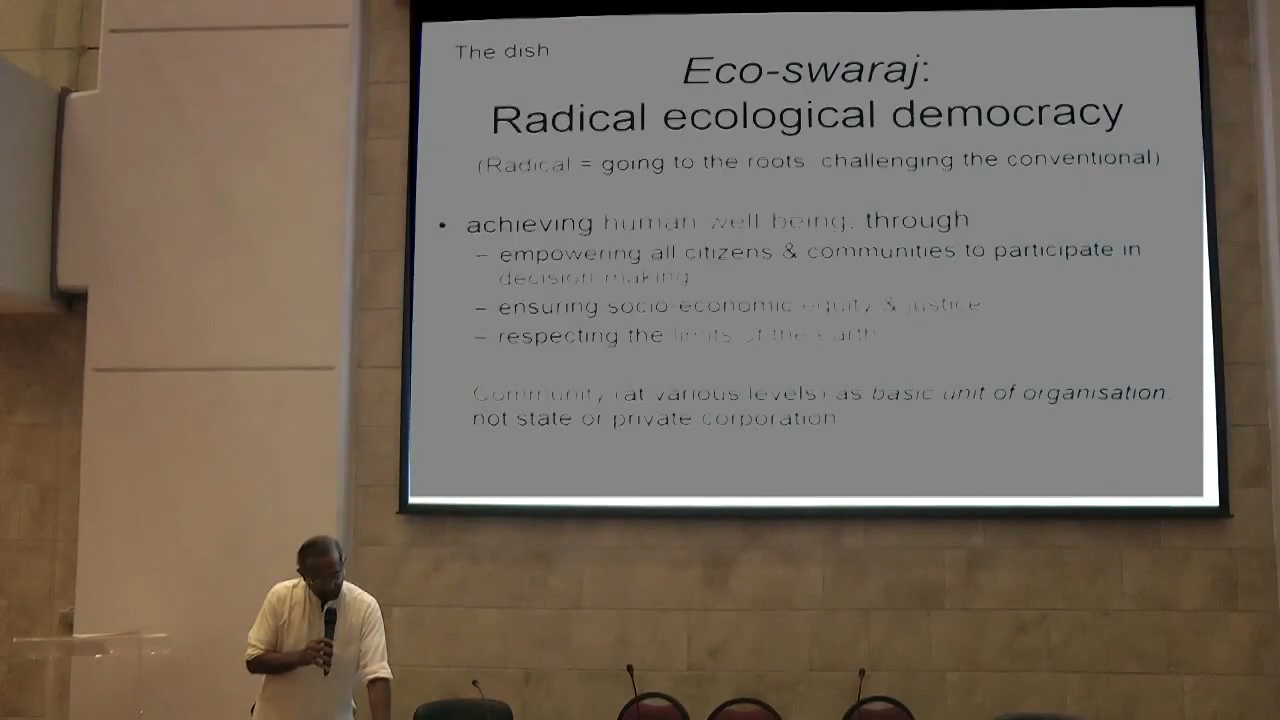 The dish
Eco-swaraj:
Radical ecological democracy
(Radical = going to the roots challenging the conventional)
• achieving human well being, through
– empowering all citizens & communities to participate in
decision making
– ensuring socio economic equity & justice
– respecting the limits of the earth
Community (at various levels) as basic unit of organisation,
not state or private corporation